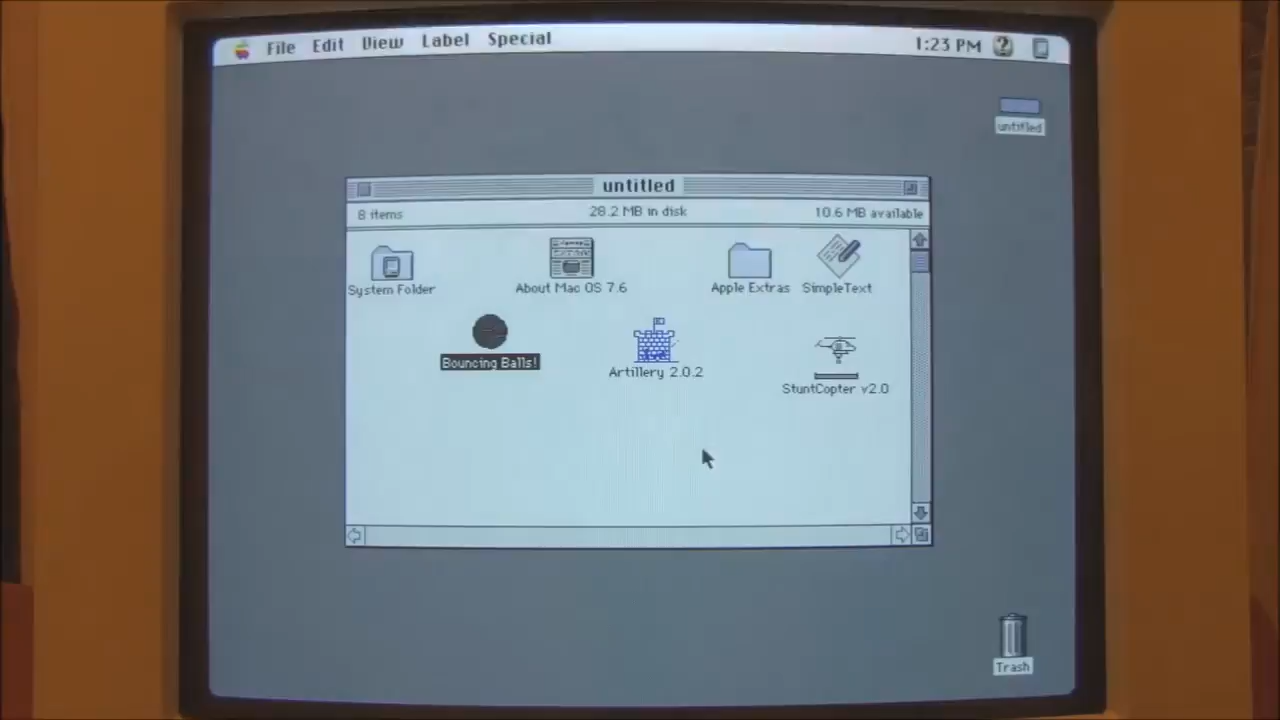 File Edit View Label Special 1:23 PM
untitled
untitled
8 items 28.2 MB in disk 10.6 MB available
System Folder About Mac OS 7.6 Apple Extras SimpleText
Bouncing Balls! Artillery 2.0.2 StuntCopter v2.0
Trash